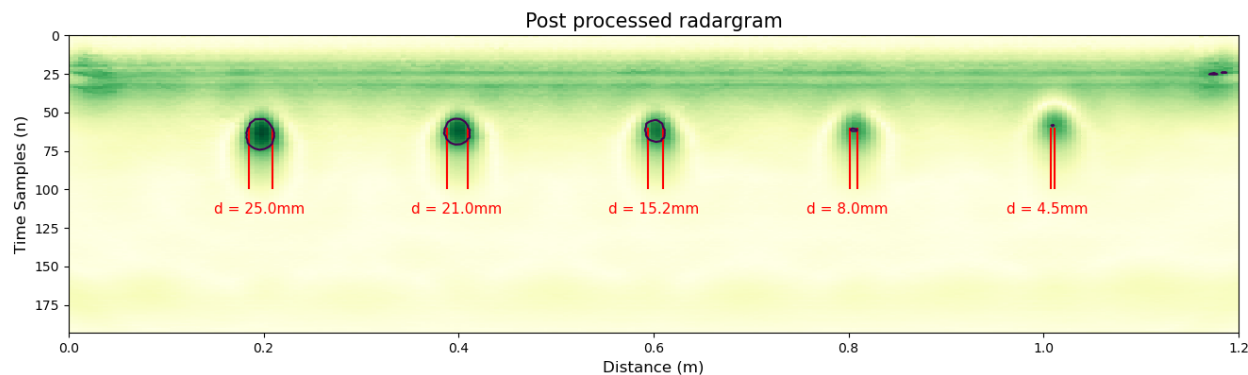 Post processed radargram
Time Samples (n)
0
25
50
75
100
125
150
175
d = 25.0mm
d = 21.0mm
d = 15.2mm
d = 8.0mm
d = 4.5mm
0.0
0.2
0.4
0.6
0.8
1.0
1.2
Distance (m)